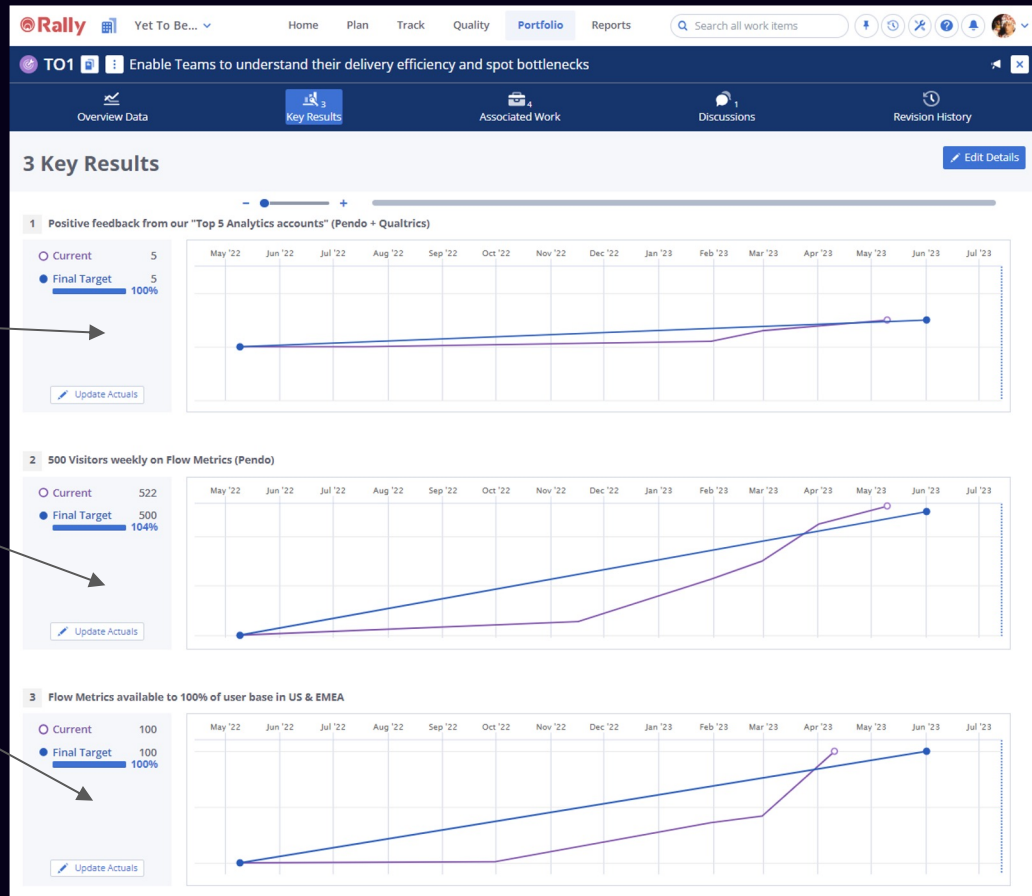 Rally Yet To Be... Home Plan Track Quality Portfolio Reports Search all work items
TO1 Enable Teams to understand their delivery efficiency and spot bottlenecks
Overview Data 3 Key Results 4 Associated Work 1 Discussions Revision History
3 Key Results Edit Details
1 Positive feedback from our "Top 5 Analytics accounts" (Pendo + Qualtrics)
Current 5
Final Target 5
100%
Update Actuals
May '22 Jun '22 Jul '22 Aug '22 Sep '22 Oct '22 Nov '22 Dec '22 Jan '23 Feb '23 Mar '23 Apr '23 May '23 Jun '23 Jul '23
2 500 Visitors weekly on Flow Metrics (Pendo)
Current 522
Final Target 500
104%
Update Actuals
May '22 Jun '22 Jul '22 Aug '22 Sep '22 Oct '22 Nov '22 Dec '22 Jan '23 Feb '23 Mar '23 Apr '23 May '23 Jun '23 Jul '23
3 Flow Metrics available to 100% of user base in US & EMEA
Current 100
Final Target 100
100%
Update Actuals
May '22 Jun '22 Jul '22 Aug '22 Sep '22 Oct '22 Nov '22 Dec '22 Jan '23 Feb '23 Mar '23 Apr '23 May '23 Jun '23 Jul '23